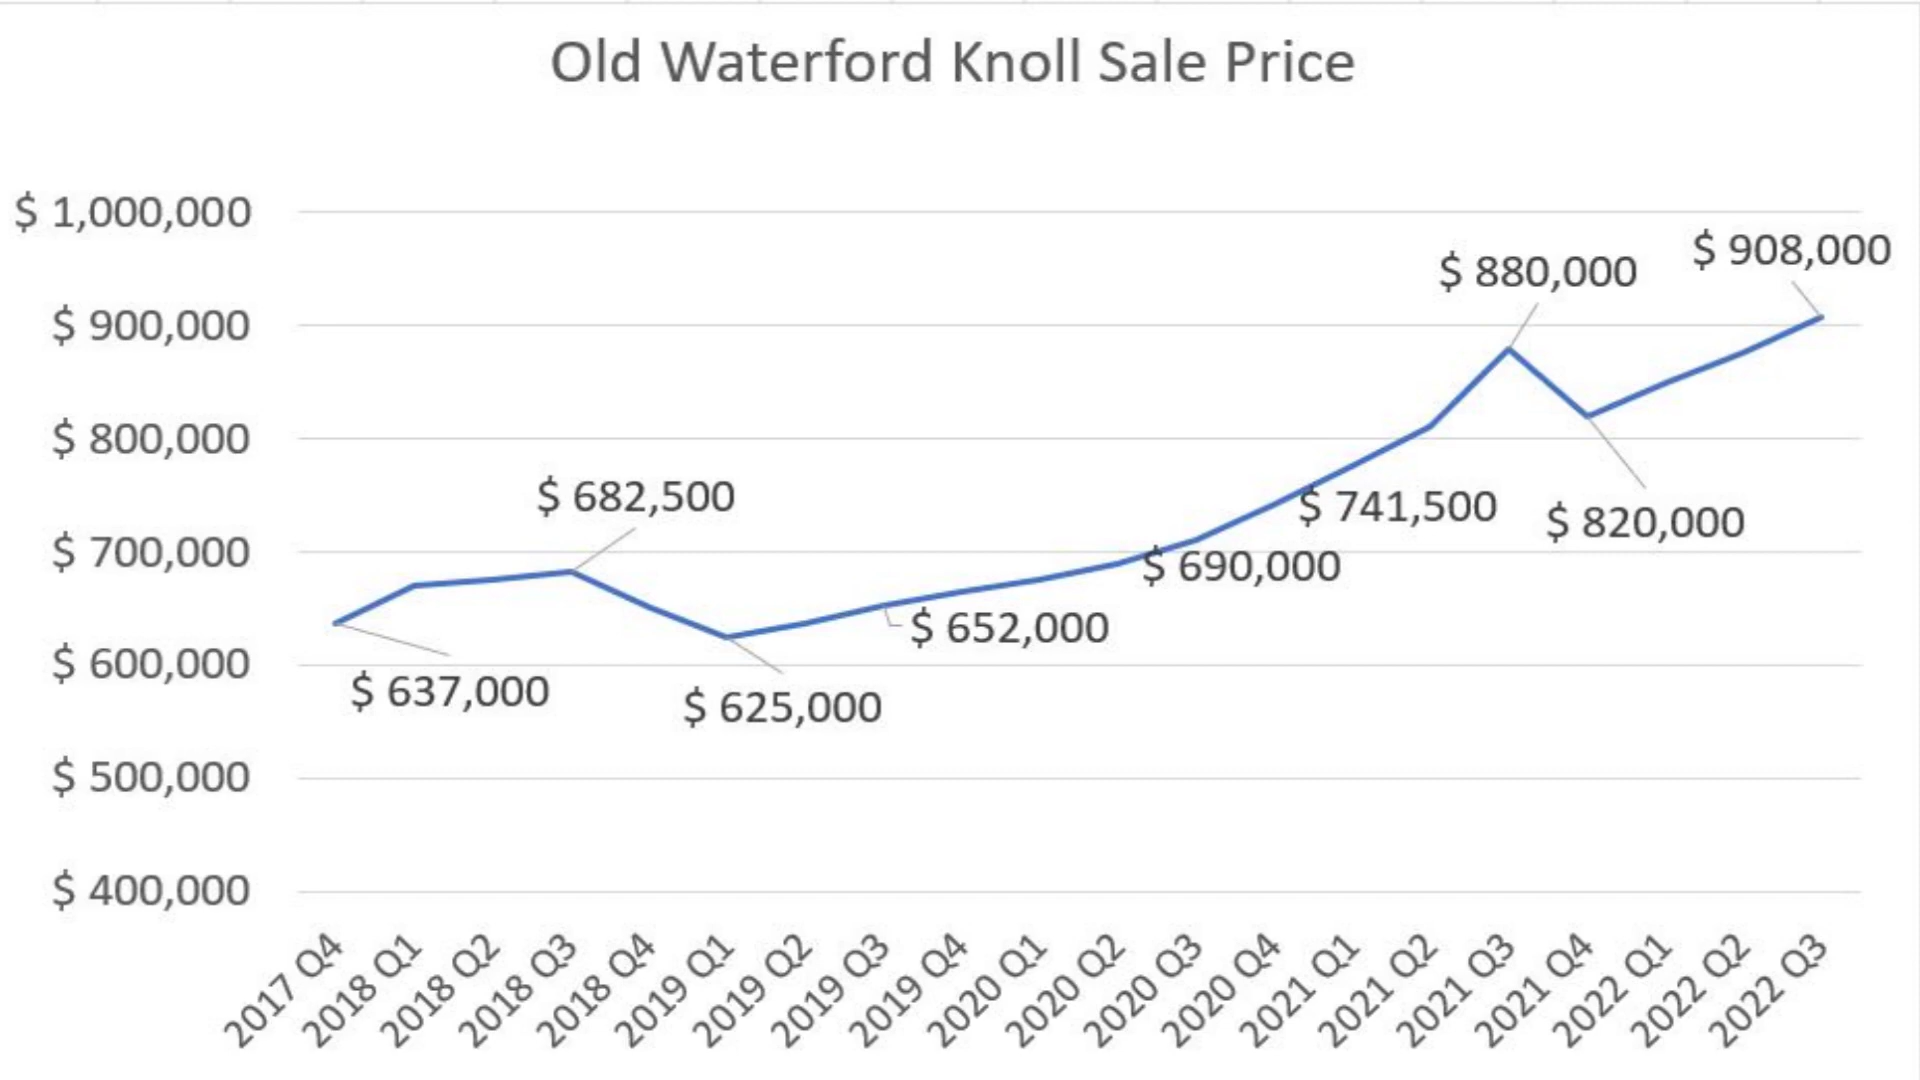 Old Waterford Knoll Sale Price
$ 1,000,000
$ 900,000
$ 800,000
$ 700,000
$ 600,000
$ 500,000
$ 400,000
$ 637,000
$ 682,500
$ 625,000
$ 652,000
$ 690,000
$ 741,500
$ 880,000
$ 820,000
$ 908,000
2017 Q4
2018 Q1
2018 Q2
2018 Q3
2018 Q4
2019 Q1
2019 Q2
2019 Q3
2019 Q4
2020 Q1
2020 Q2
2020 Q3
2020 Q4
2021 Q1
2021 Q2
2021 Q3
2021 Q4
2022 Q1
2022 Q2
2022 Q3